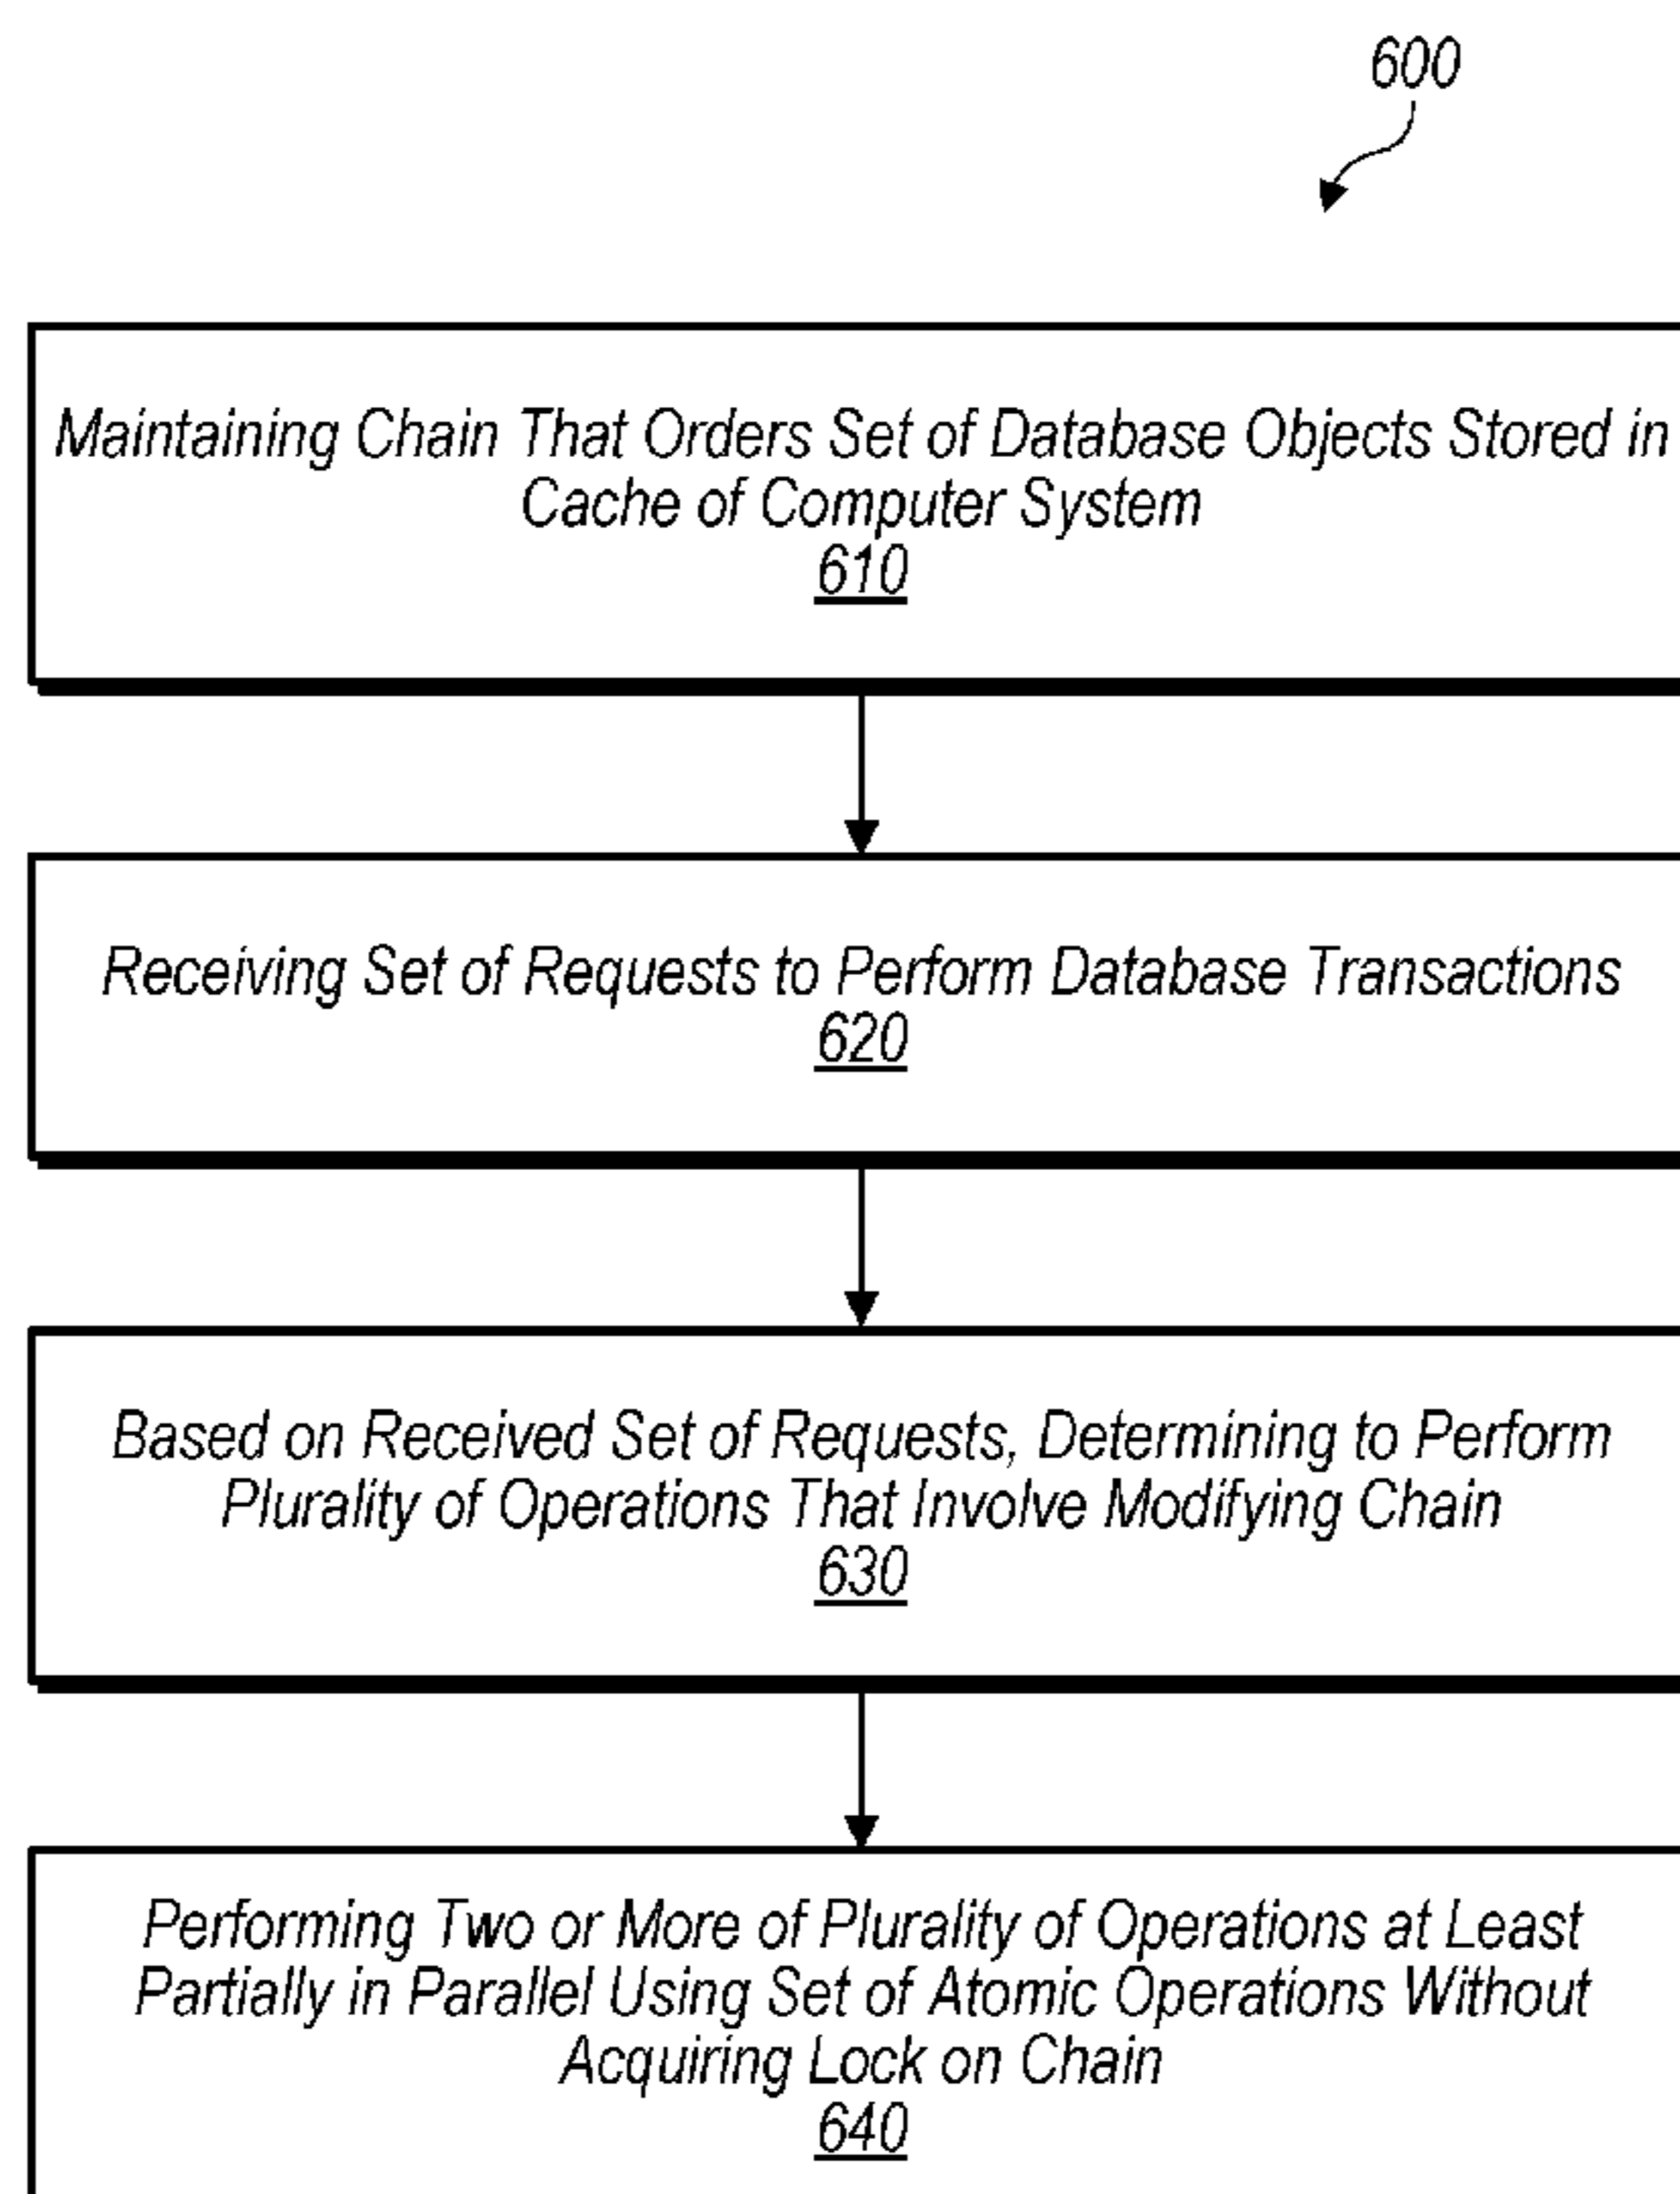 600
Maintaining Chain That Orders Set of Database Objects Stored in
Cache of Computer System
610
Receiving Set of Requests to Perform Database Transactions
620
Based on Received Set of Requests, Determining to Perform
Plurality of Operations That Involve Modifying Chain
630
Performing Two or More of Plurality of Operations at Least
Partially in Parallel Using Set of Atomic Operations Without
Acquiring Lock on Chain
640